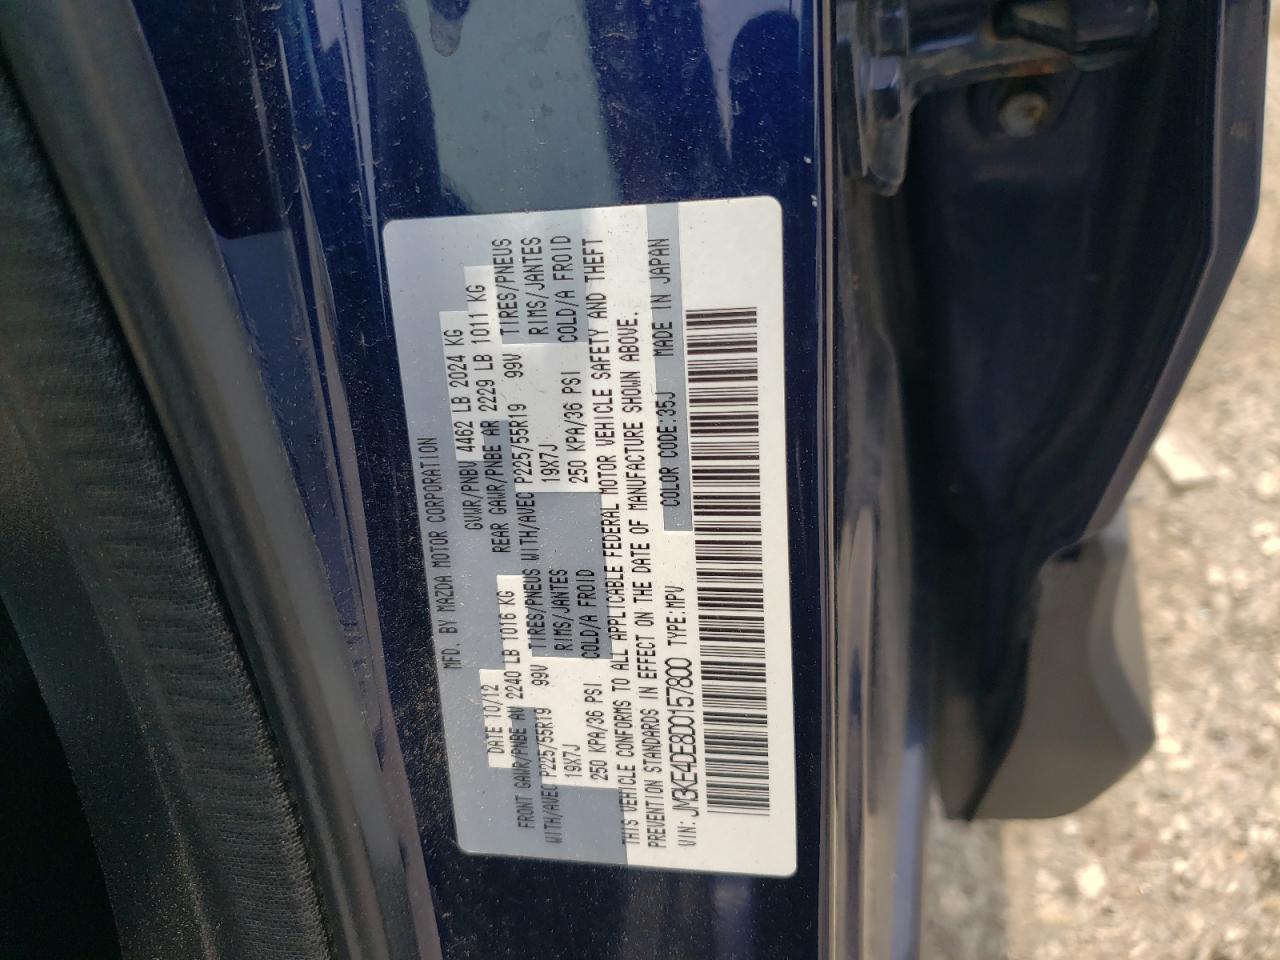 MFD. BY MAZDA MOTOR CORPORATION
DATE 10/12 GVWR/PNBV 4462 LB 2024 KG
FRONT GAWR/PNBE AV 2240 LB 1016 KG REAR GAWR/PNBE AR 2229 LB 1011 KG
WITH/AVEC P225/55R19 99V TIRES/PNEUS WITH/AVEC P225/55R19 99V TIRES/PNEUS
19X7J RIMS/JANTES 19X7J RIMS/JANTES
250 KPA/36 PSI COLD/A FROID 250 KPA/36 PSI COLD/A FROID
THIS VEHICLE CONFORMS TO ALL APPLICABLE FEDERAL MOTOR VEHICLE SAFETY AND THEFT
PREVENTION STANDARDS IN EFFECT ON THE DATE OF MANUFACTURE SHOWN ABOVE.
VIN: JM3KE4DE8D0157800 TYPE:MPV COLOR CODE:35J MADE IN JAPAN